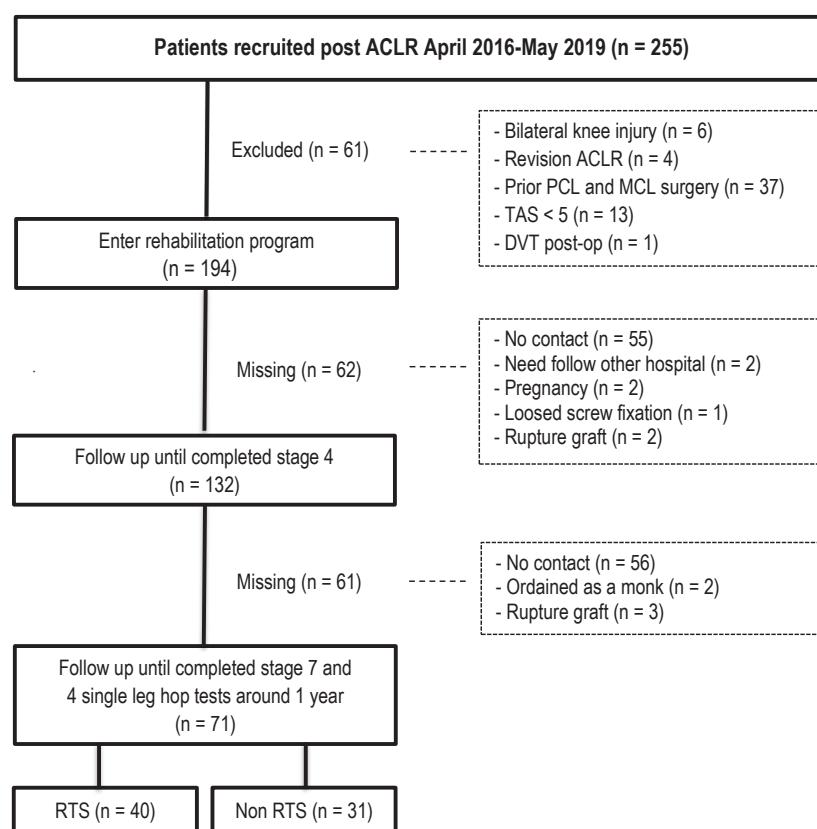 Patients recruited post ACLR April 2016-May 2019 (n = 255)
Excluded (n = 61)
- Bilateral knee injury (n = 6)
- Revision ACLR (n = 4)
- Prior PCL and MCL surgery (n = 37)
- TAS < 5 (n = 13)
- DVT post-op (n = 1)
Enter rehabilitation program
(n = 194)
Missing (n = 62)
- No contact (n = 55)
- Need follow other hospital (n = 2)
- Pregnancy (n = 2)
- Loosed screw fixation (n = 1)
- Rupture graft (n = 2)
Follow up until completed stage 4
(n = 132)
Missing (n = 61)
- No contact (n = 56)
- Ordained as a monk (n = 2)
- Rupture graft (n = 3)
Follow up until completed stage 7 and
4 single leg hop tests around 1 year
(n = 71)
RTS (n = 40)
Non RTS (n = 31)